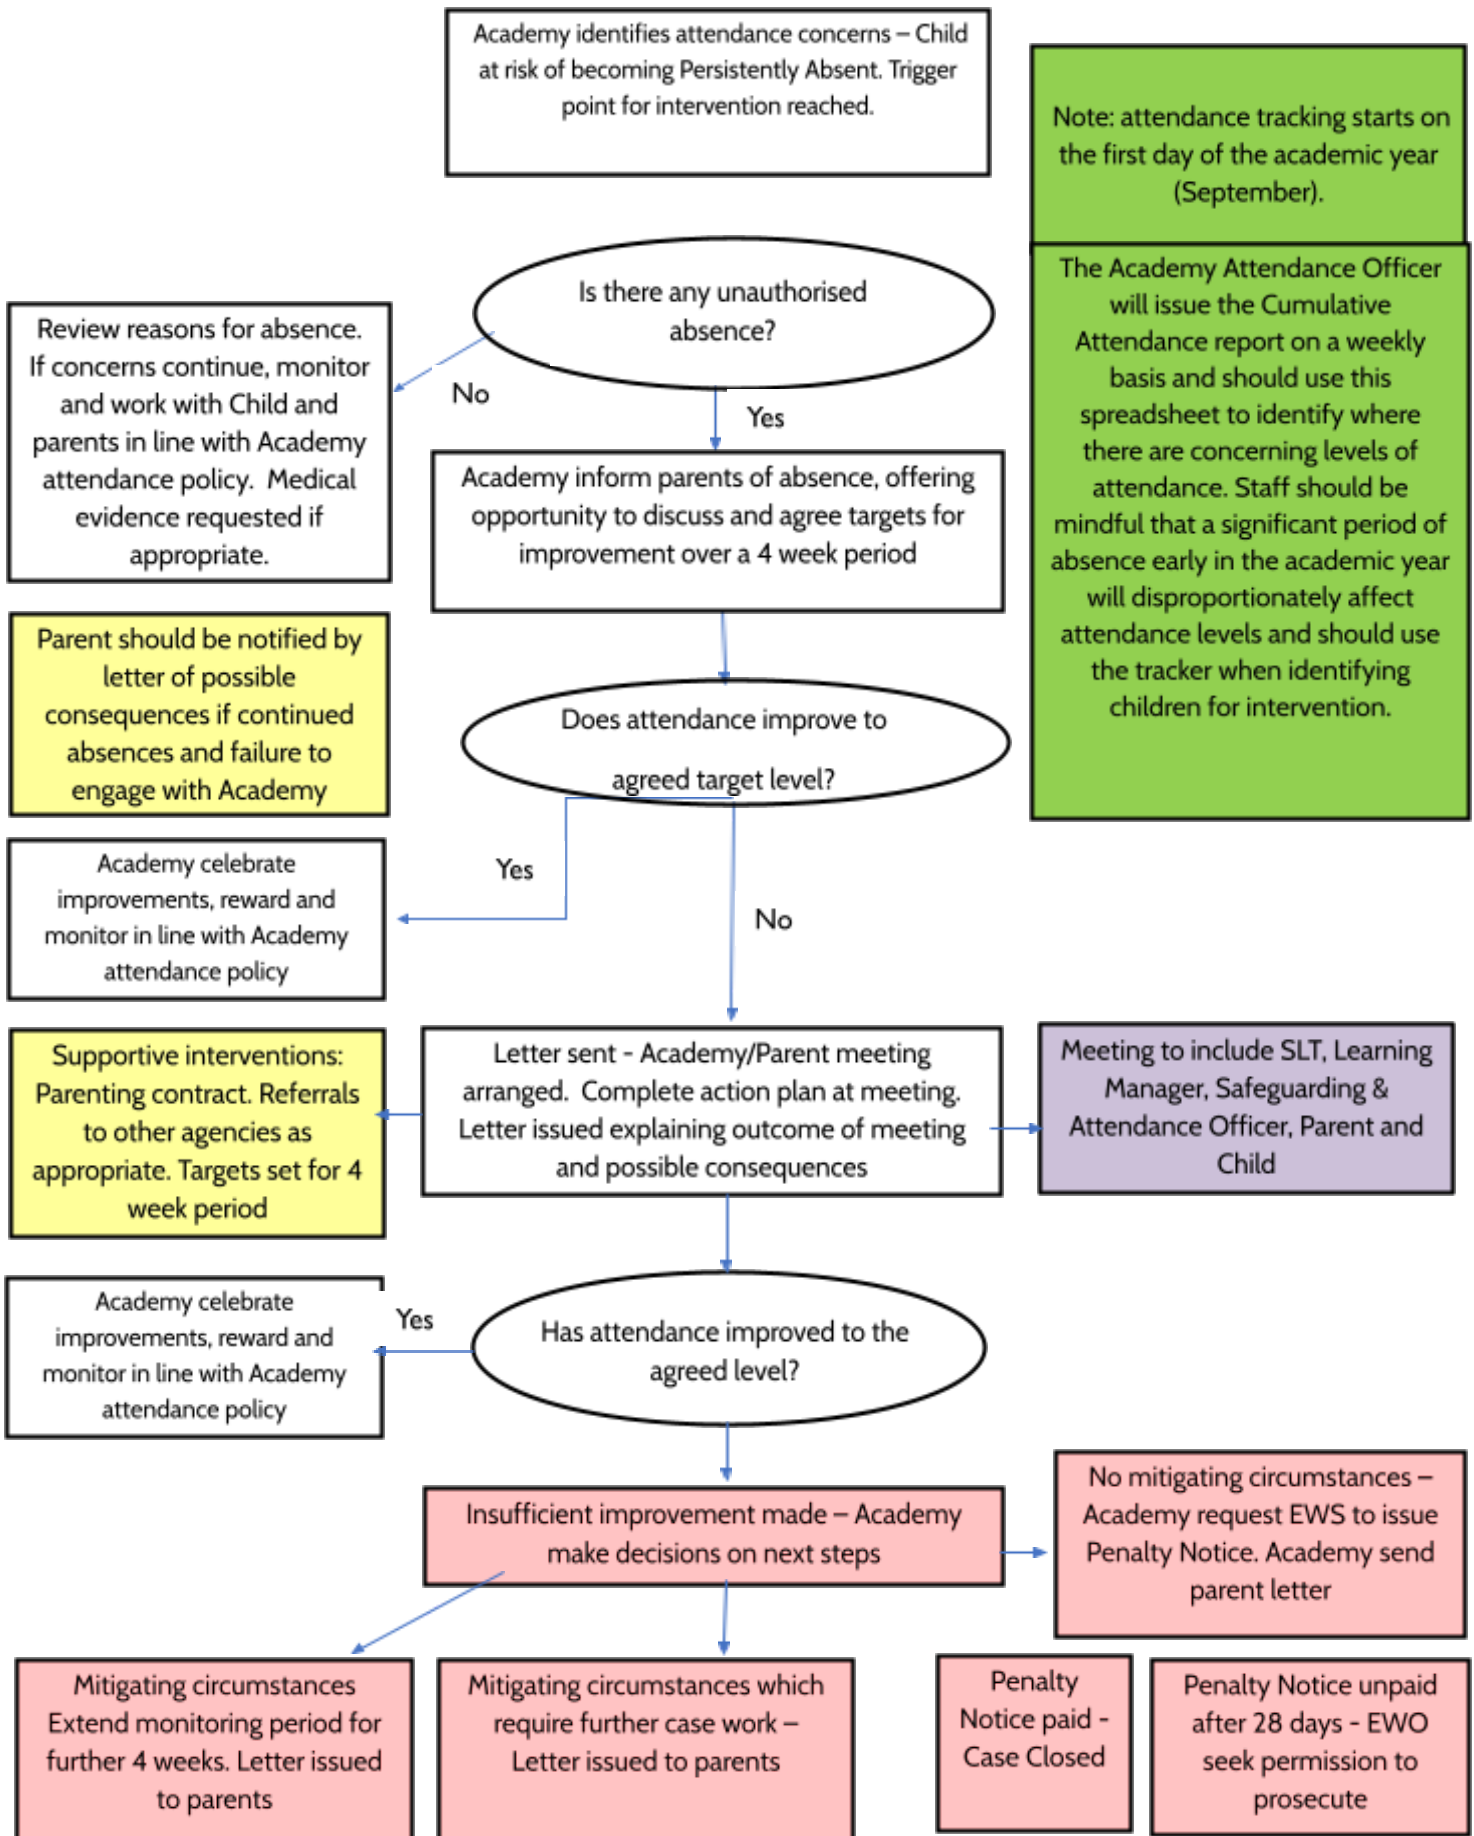 Academy identifies attendance concerns – Child
at risk of becoming Persistently Absent. Trigger
point for intervention reached.
Note: attendance tracking starts on
the first day of the academic year
(September).
Is there any unauthorised
absence?
No
Yes
Review reasons for absence.
If concerns continue, monitor
and work with Child and
parents in line with Academy
attendance policy.  Medical
evidence requested if
appropriate.
The Academy Attendance Officer
will issue the Cumulative
Attendance report on a weekly
basis and should use this
spreadsheet to identify where
there are concerning levels of
attendance. Staff should be
mindful that a significant period of
absence early in the academic year
will disproportionately affect
attendance levels and should use
the tracker when identifying
children for intervention.
Academy inform parents of absence, offering
opportunity to discuss and agree targets for
improvement over a 4 week period
Parent should be notified by
letter of possible
consequences if continued
absences and failure to
engage with Academy
Does attendance improve to
agreed target level?
Yes
No
Academy celebrate
improvements, reward and
monitor in line with Academy
attendance policy
Supportive interventions:
Parenting contract. Referrals
to other agencies as
appropriate. Targets set for 4
week period
Letter sent - Academy/Parent meeting
arranged.  Complete action plan at meeting.
Letter issued explaining outcome of meeting
and possible consequences
Meeting to include SLT, Learning
Manager, Safeguarding &
Attendance Officer, Parent and
Child
Academy celebrate
improvements, reward and
monitor in line with Academy
attendance policy
Yes
Has attendance improved to the
agreed level?
Insufficient improvement made – Academy
make decisions on next steps
No mitigating circumstances –
Academy request EWS to issue
Penalty Notice. Academy send
parent letter
Mitigating circumstances
Extend monitoring period for
further 4 weeks. Letter issued
to parents
Mitigating circumstances which
require further case work –
Letter issued to parents
Penalty
Notice paid -
Case Closed
Penalty Notice unpaid
after 28 days - EWO
seek permission to
prosecute